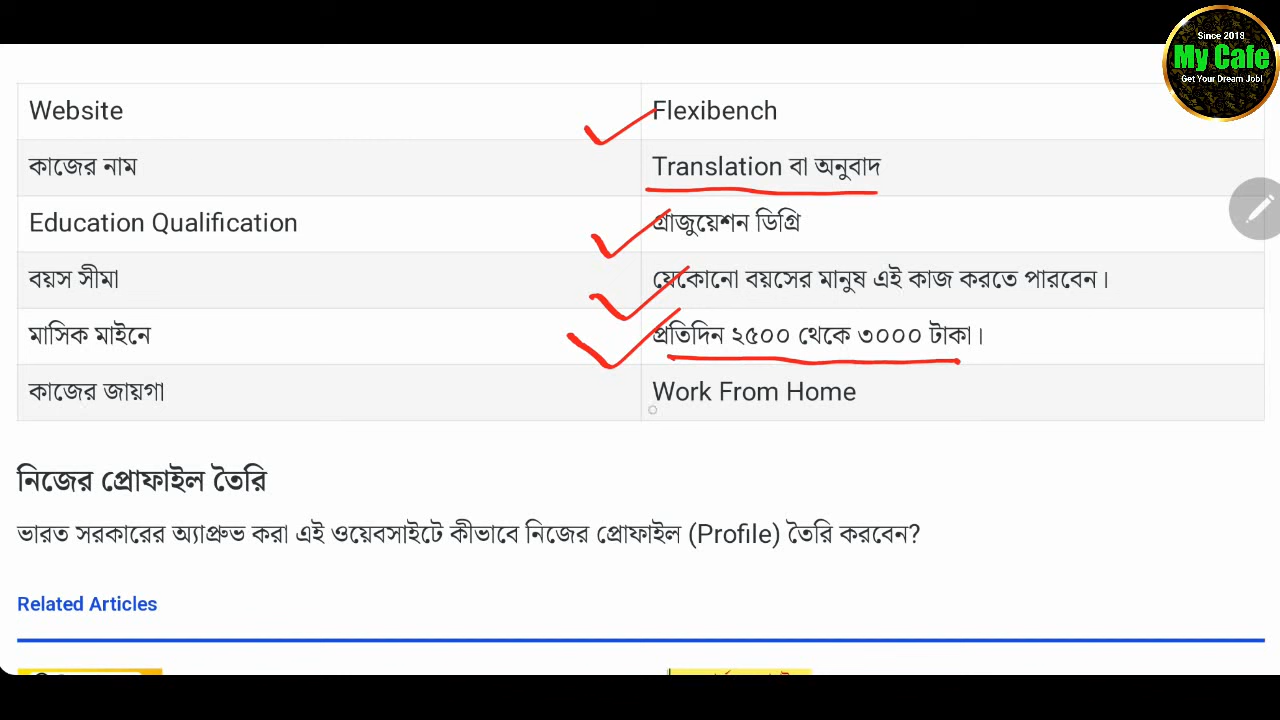 Since 2018
My Cafe
Get Your Dream Job!
Website Flexibench
কাজের নাম Translation বা অনুবাদ
Education Qualification গ্রাজুয়েশন ডিগ্রি
বয়স সীমা যেকোনো বয়সের মানুষ এই কাজ করতে পারবেন।
মাসিক মাইনে প্রতিদিন ২৫০০ থেকে ৩০০০ টাকা।
কাজের জায়গা Work From Home
নিজের প্রোফাইল তৈরি
ভারত সরকারের অ্যাপ্রুভ করা এই ওয়েবসাইটে কীভাবে নিজের প্রোফাইল (Profile) তৈরি করবেন?
Related Articles